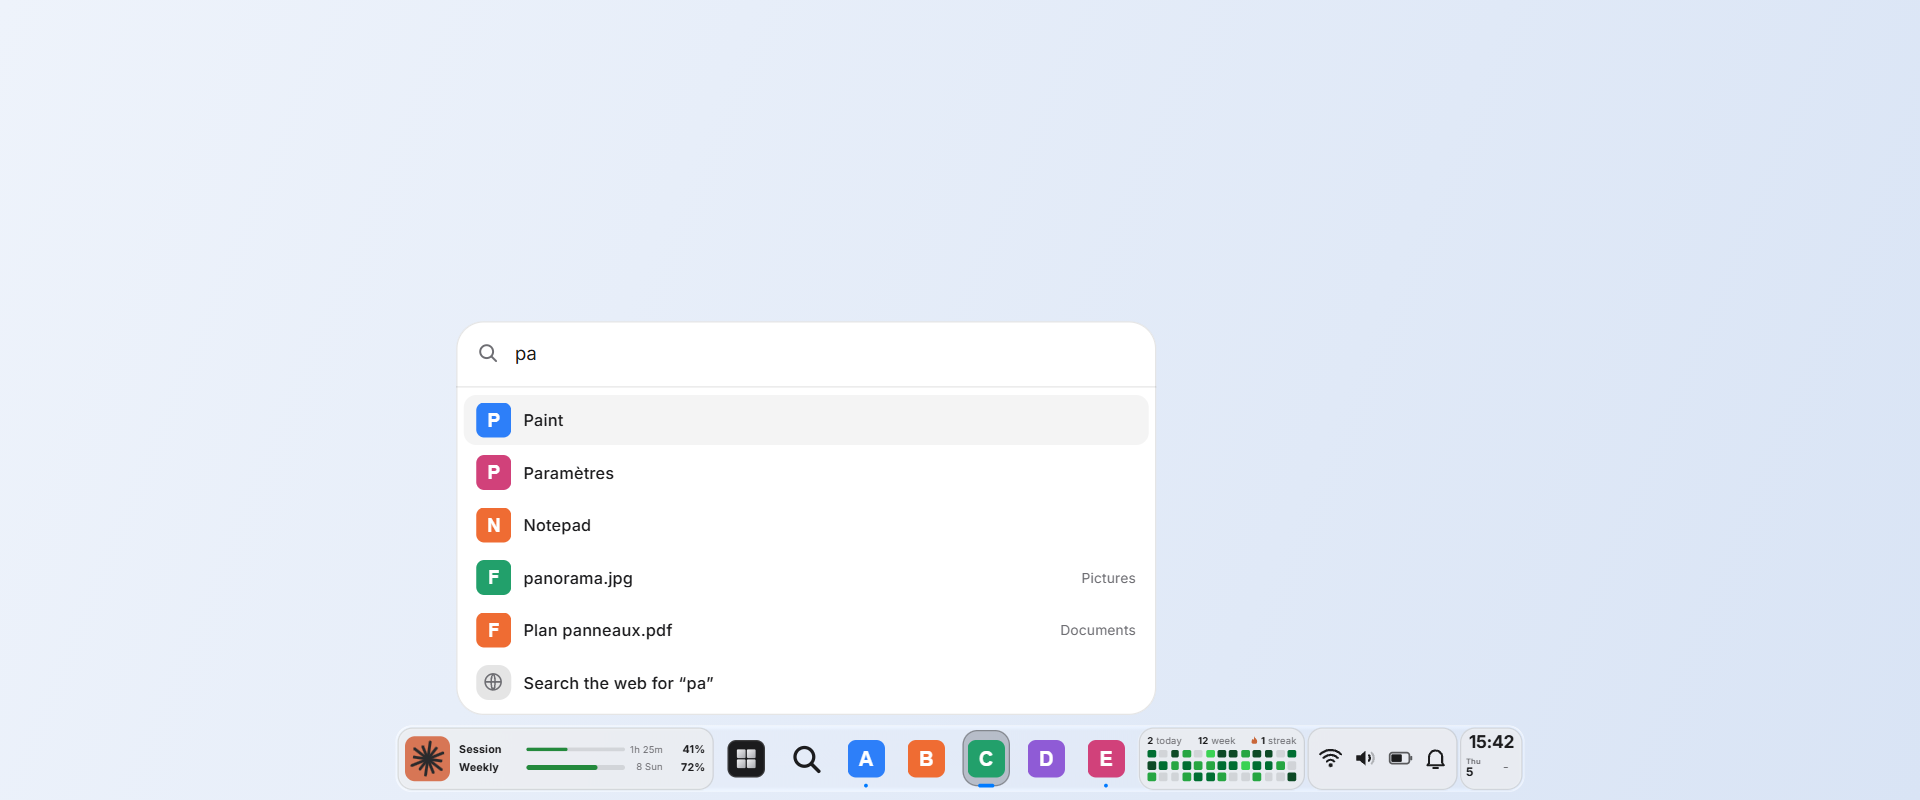 pa
P Paint
P Paramètres
N Notepad
F panorama.jpg Pictures
F Plan panneaux.pdf Documents
Search the web for “pa”
Session 1h 25m 41%
Weekly 8 Sun 72%
A B C D E
2 today 12 week 1 streak
15:42
Thu
5 –